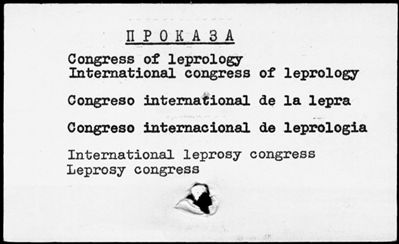 ПРОКАЗА
Congress of leprology
International congress of leprology
Congreso international de la lepra
Congreso internacional de leprologia
International leprosy congress
Leprosy congress